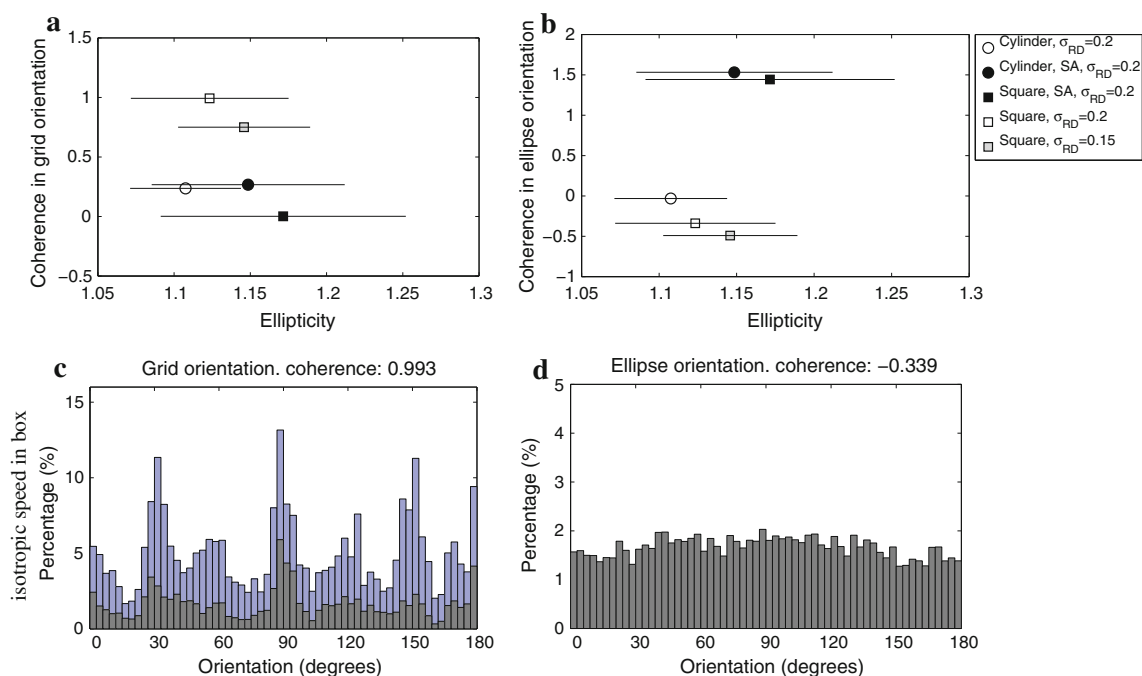 a
Coherence in grid orientation
1.5
1
0.5
0
−0.5
1.05
1.1
1.15
1.2
1.25
1.3
Ellipticity
b
Coherence in ellipse orientation
2
1.5
1
0.5
0
−0.5
−1
1.05
1.1
1.15
1.2
1.25
1.3
Ellipticity
Cylinder, σRD=0.2
Cylinder, SA, σRD=0.2
Square, SA, σRD=0.2
Square, σRD=0.2
Square, σRD=0.15
c
Grid orientation. coherence: 0.993
isotropic speed in box
Percentage (%)
15
10
5
0
0
30
60
90
120
150
180
Orientation (degrees)
d
Ellipse orientation. coherence: −0.339
Percentage (%)
5
4
3
2
1
0
0
30
60
90
120
150
180
Orientation (degrees)